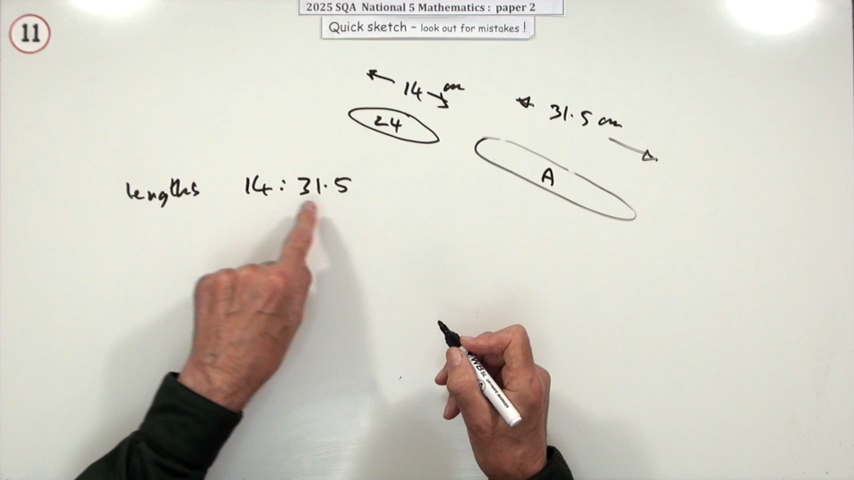 2025 SQA National 5 Mathematics : paper 2
Quick sketch – look out for mistakes !
11
14 cm
31.5 cm
24
A
lengths 14 : 31.5